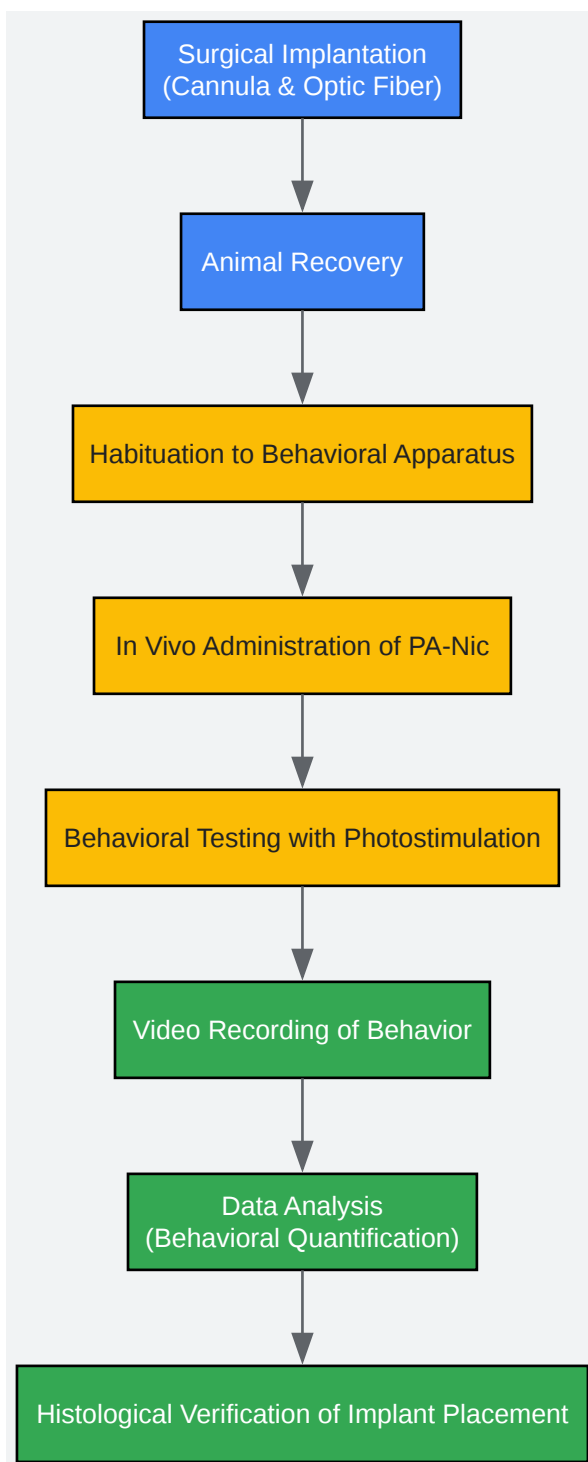 Surgical Implantation
(Cannula & Optic Fiber)
Animal Recovery
Habituation to Behavioral Apparatus
In Vivo Administration of PA-Nic
Behavioral Testing with Photostimulation
Video Recording of Behavior
Data Analysis
(Behavioral Quantification)
Histological Verification of Implant Placement